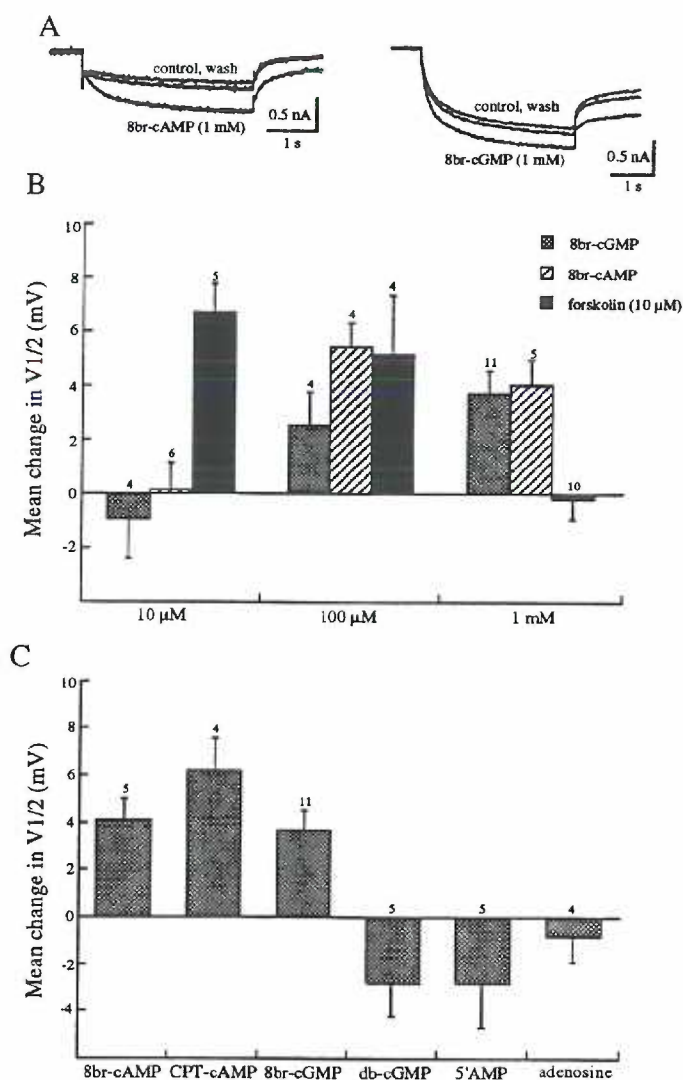 A
control, wash
8br-cAMP (1 mM)
0.5 nA
1 s
control, wash
8br-cGMP (1 mM)
0.5 nA
1 s
B
Mean change in V1/2 (mV)
10
8
6
4
2
0
-2
8br-cGMP
8br-cAMP
forskolin (10 µM)
4
6
5
4
4
4
11
5
10
10 µM
100 µM
1 mM
C
Mean change in V1/2 (mV)
10
8
6
4
2
0
-2
-4
5
4
11
5
5
4
8br-cAMP
CPT-cAMP
8br-cGMP
db-cGMP
5'AMP
adenosine